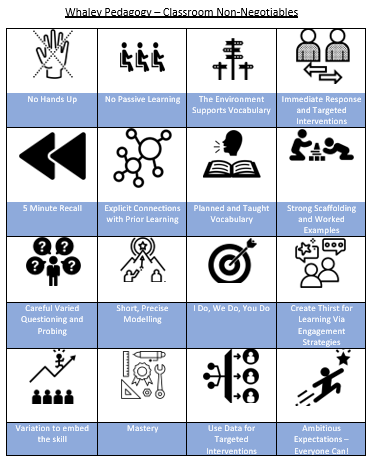 Whaley Pedagogy – Classroom Non-Negotiables
No Hands Up
No Passive Learning
The Environment
Supports Vocabulary
Immediate Response
and Targeted
Interventions
5 Minute Recall
Explicit Connections
with Prior Learning
Planned and Taught
Vocabulary
Strong Scaffolding
and Worked
Examples
Careful Varied
Questioning and
Probing
Short, Precise
Modelling
I Do, We Do, You Do
Create Thirst for
Learning Via
Engagement
Strategies
Variation to embed
the skill
Mastery
Use Data for
Targeted
Interventions
Ambitious
Expectations –
Everyone Can!